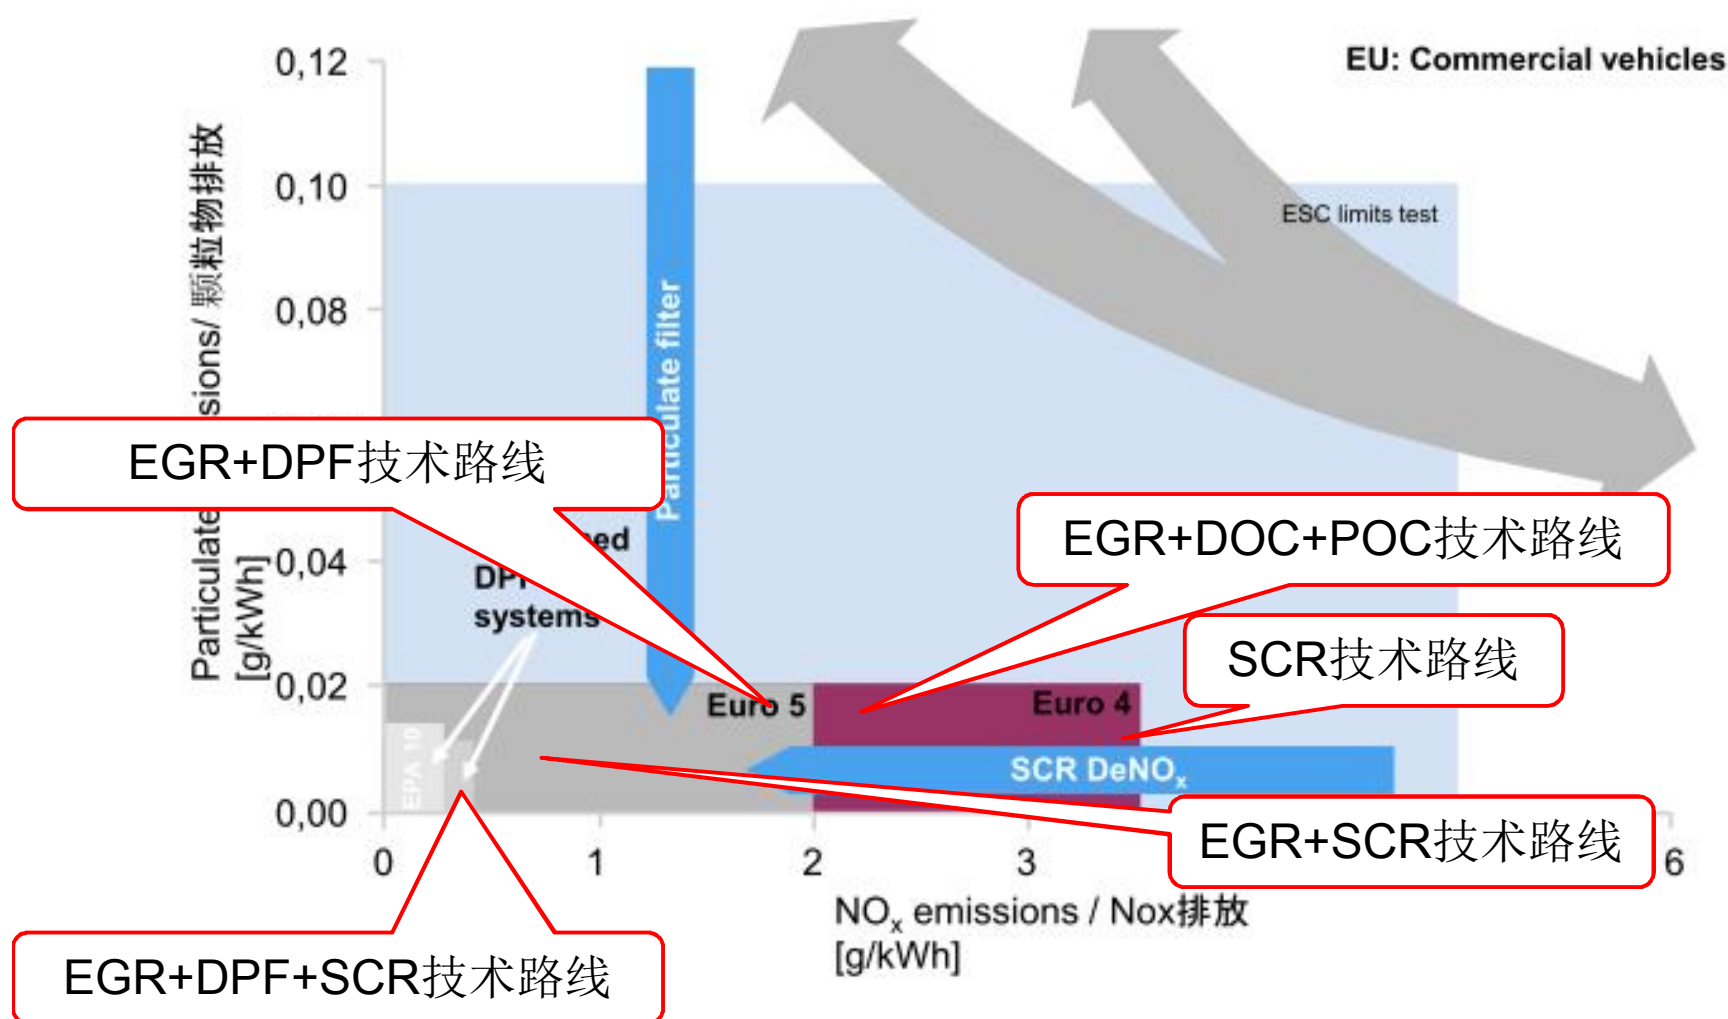 EU: Commercial vehicles
0,12
0,10
0,08
0,04
0,02
0,00
Particulate
sions/ 颗粒物排放
[g/kWh]
ESC limits test
Particulate filter
EGR+DPF技术路线
EGR+DOC+POC技术路线
SCR技术路线
systems
Euro 5
Euro 4
EPA 10
SCR DeNOx
EGR+SCR技术路线
0
1
2
3
6
NOx emissions / Nox排放
[g/kWh]
EGR+DPF+SCR技术路线